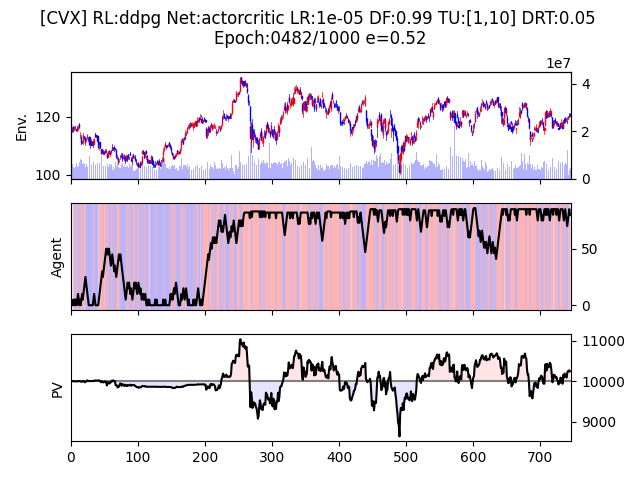 [CVX] RL:ddpg Net:actorcritic LR:1e-05 DF:0.99 TU:[1,10] DRT:0.05
Epoch:0482/1000 e=0.52
1e7
Env.
120
100
4
2
0
Agent
50
0
PV
11000
10000
9000
0 100 200 300 400 500 600 700